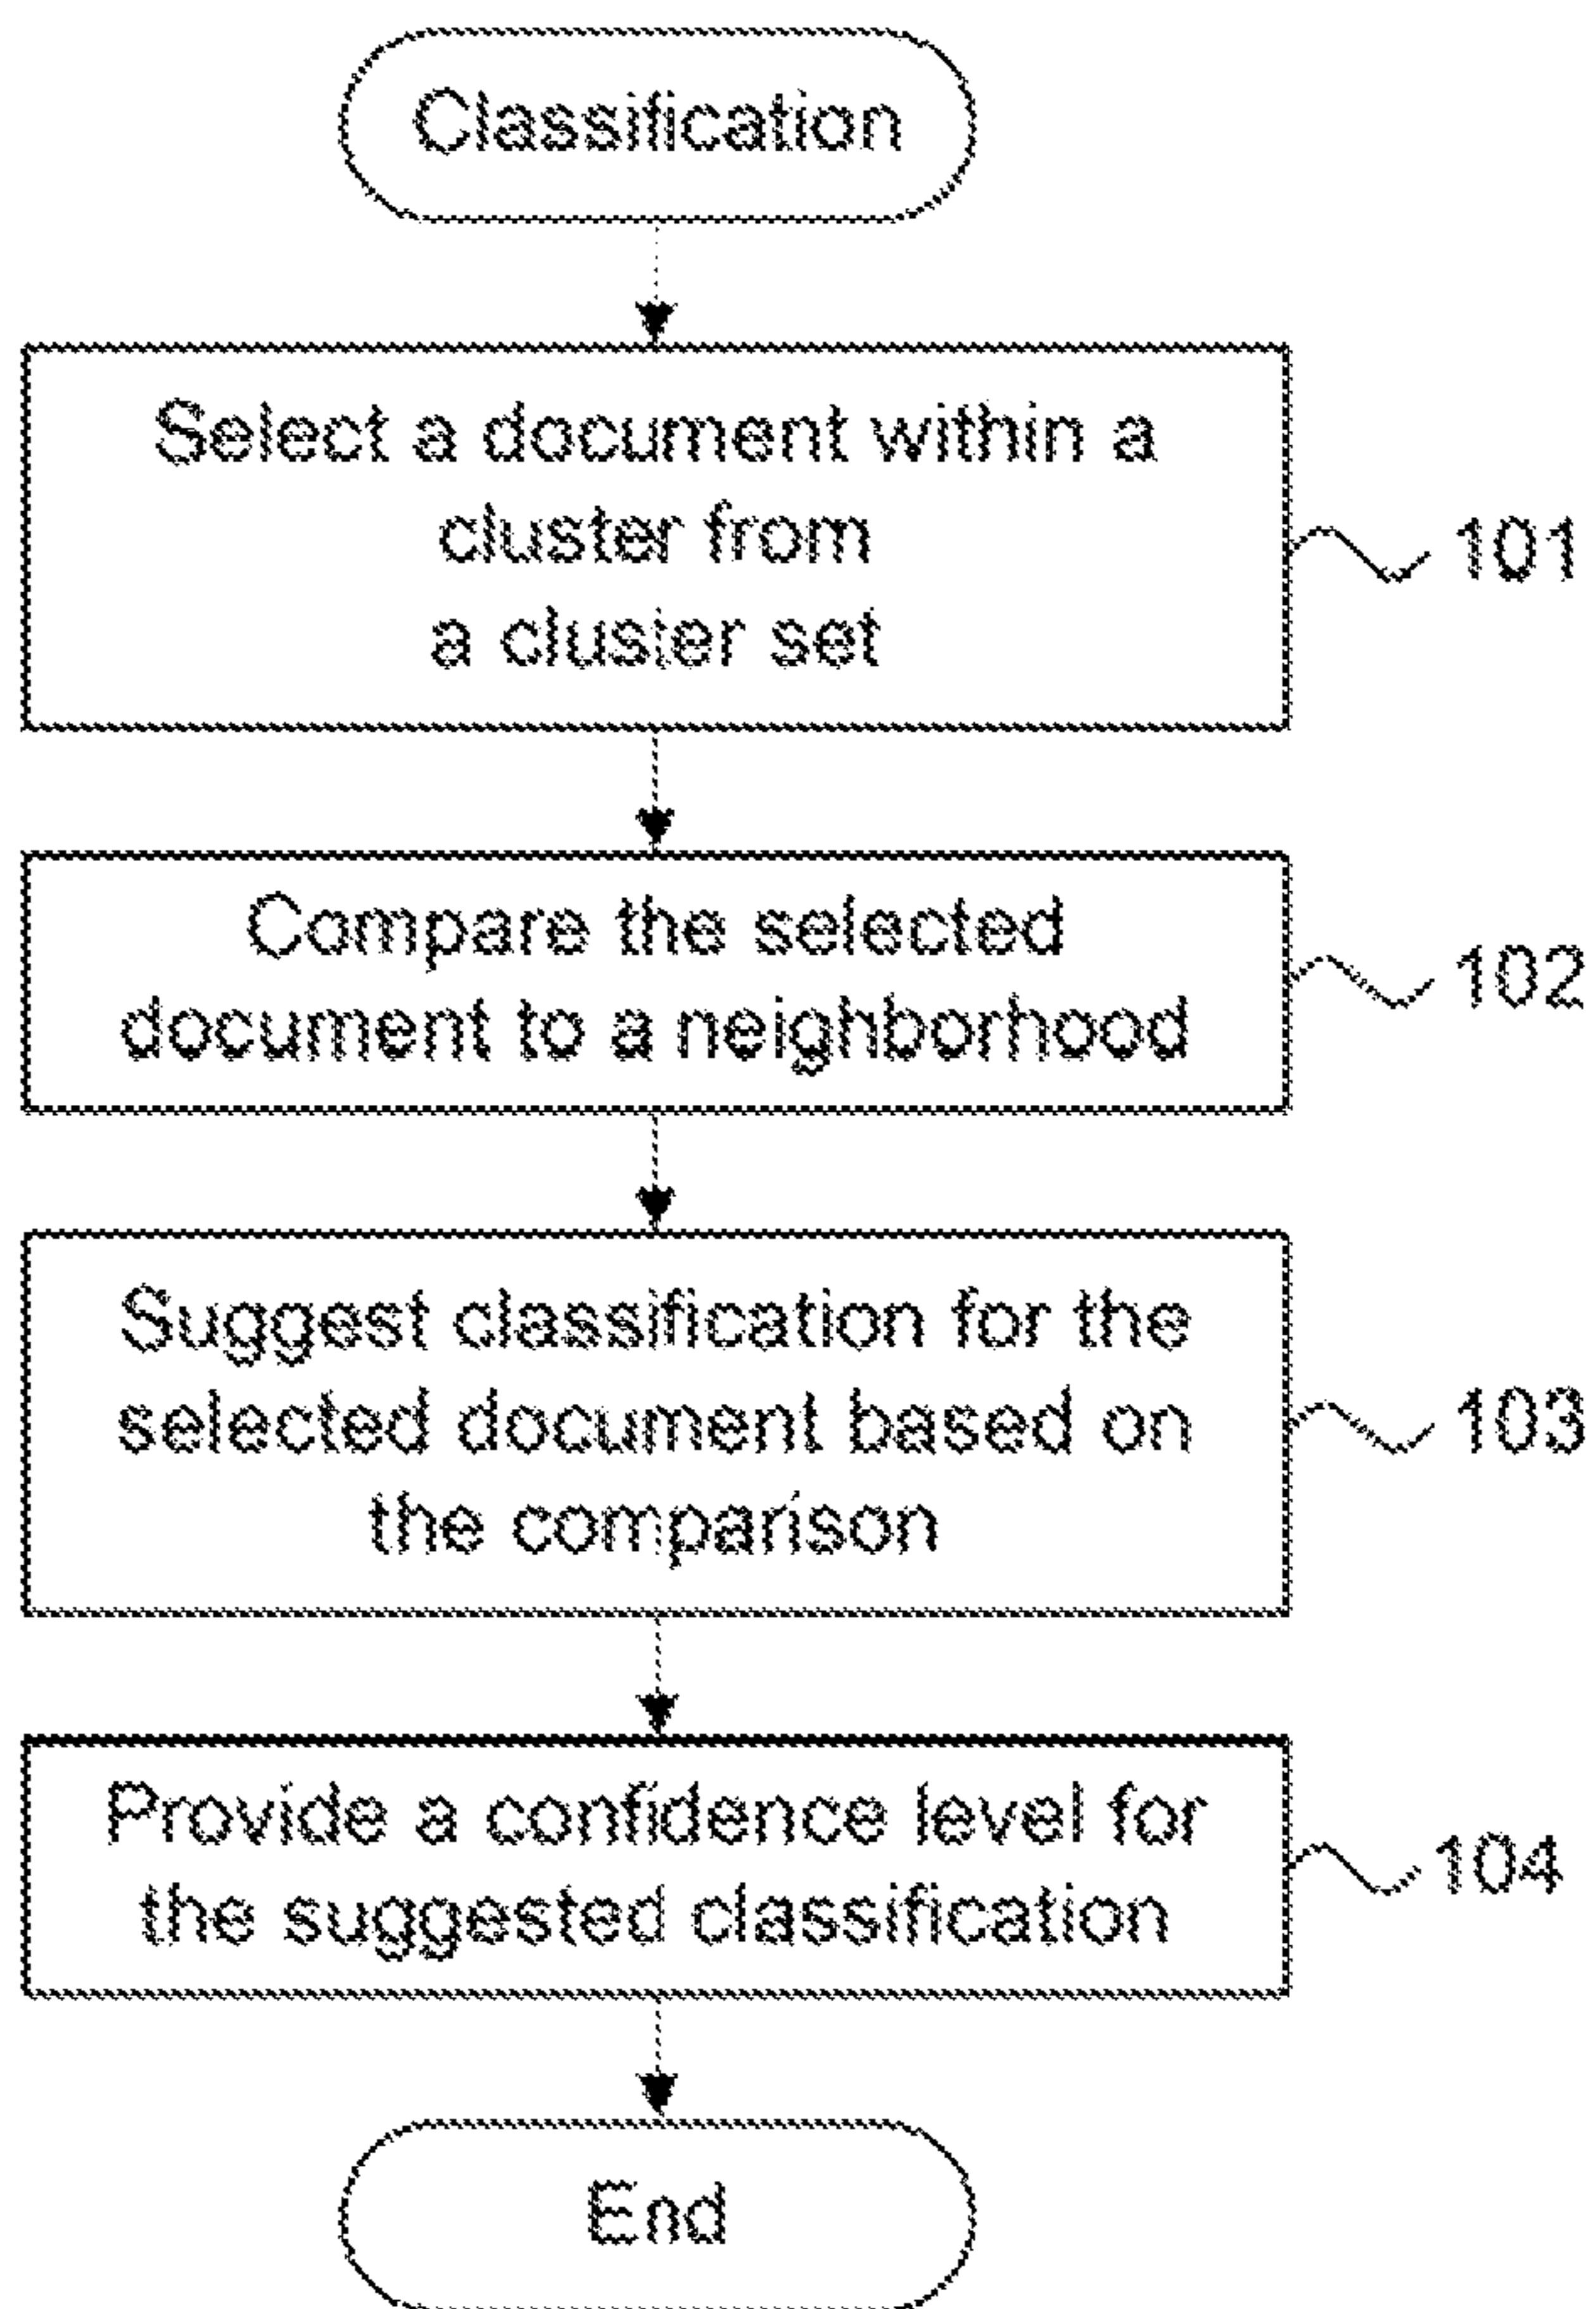 Classification
Select a document within a
cluster from
a cluster set
101
Compare the selected
document to a neighborhood
102
Suggest classification for the
selected document based on
the comparison
103
Provide a confidence level for
the suggested classification
104
End